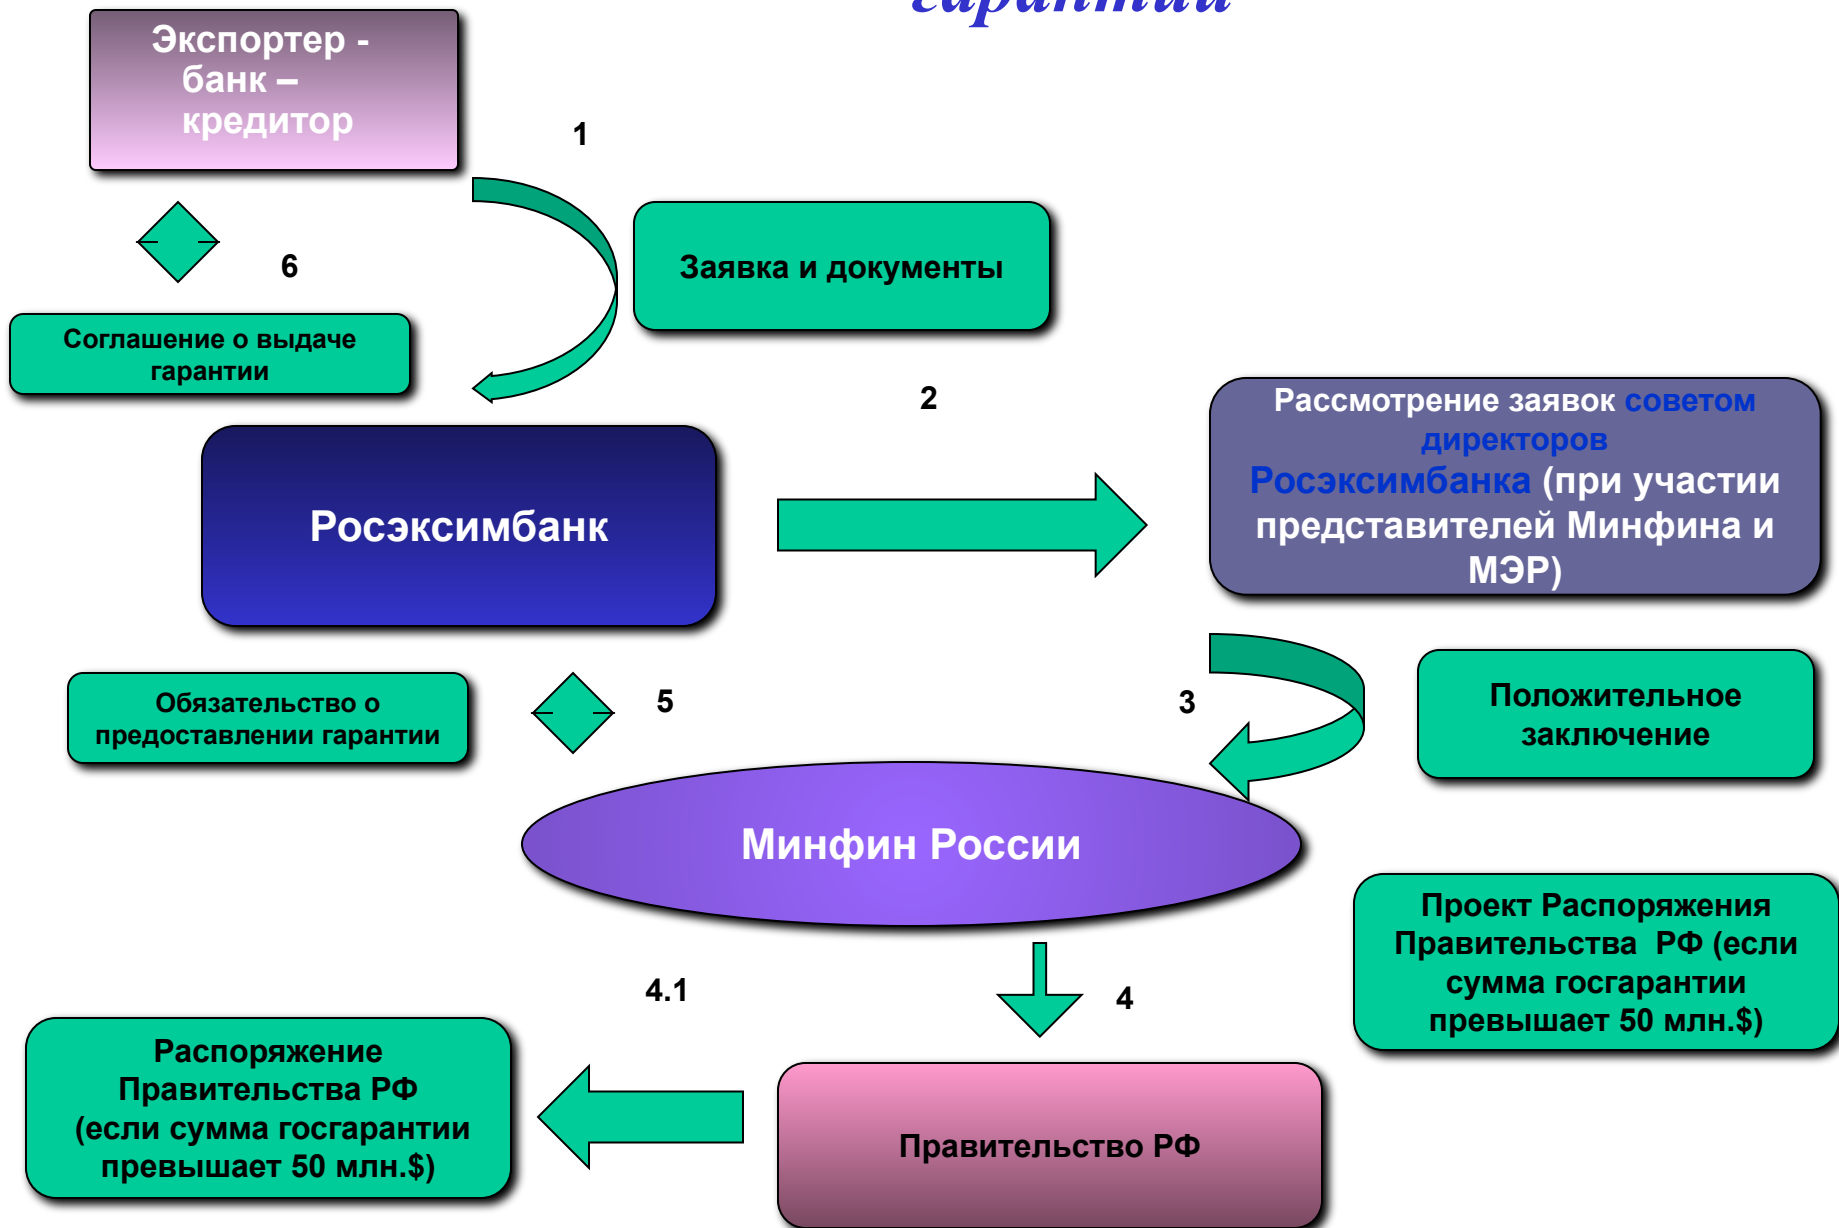 гарантий
Экспортер -
банк –
кредитор
1
Заявка и документы
6
Соглашение о выдаче
гарантии
2
Рассмотрение заявок советом
директоров
Росэксимбанка (при участии
представителей Минфина и
МЭР)
Росэксимбанк
Обязательство о
предоставлении гарантии
5
3
Положительное
заключение
Минфин России
Проект Распоряжения
Правительства РФ (если
сумма госгарантии
превышает 50 млн.$)
4.1
4
Распоряжение
Правительства РФ
(если сумма госгарантии
превышает 50 млн.$)
Правительство РФ